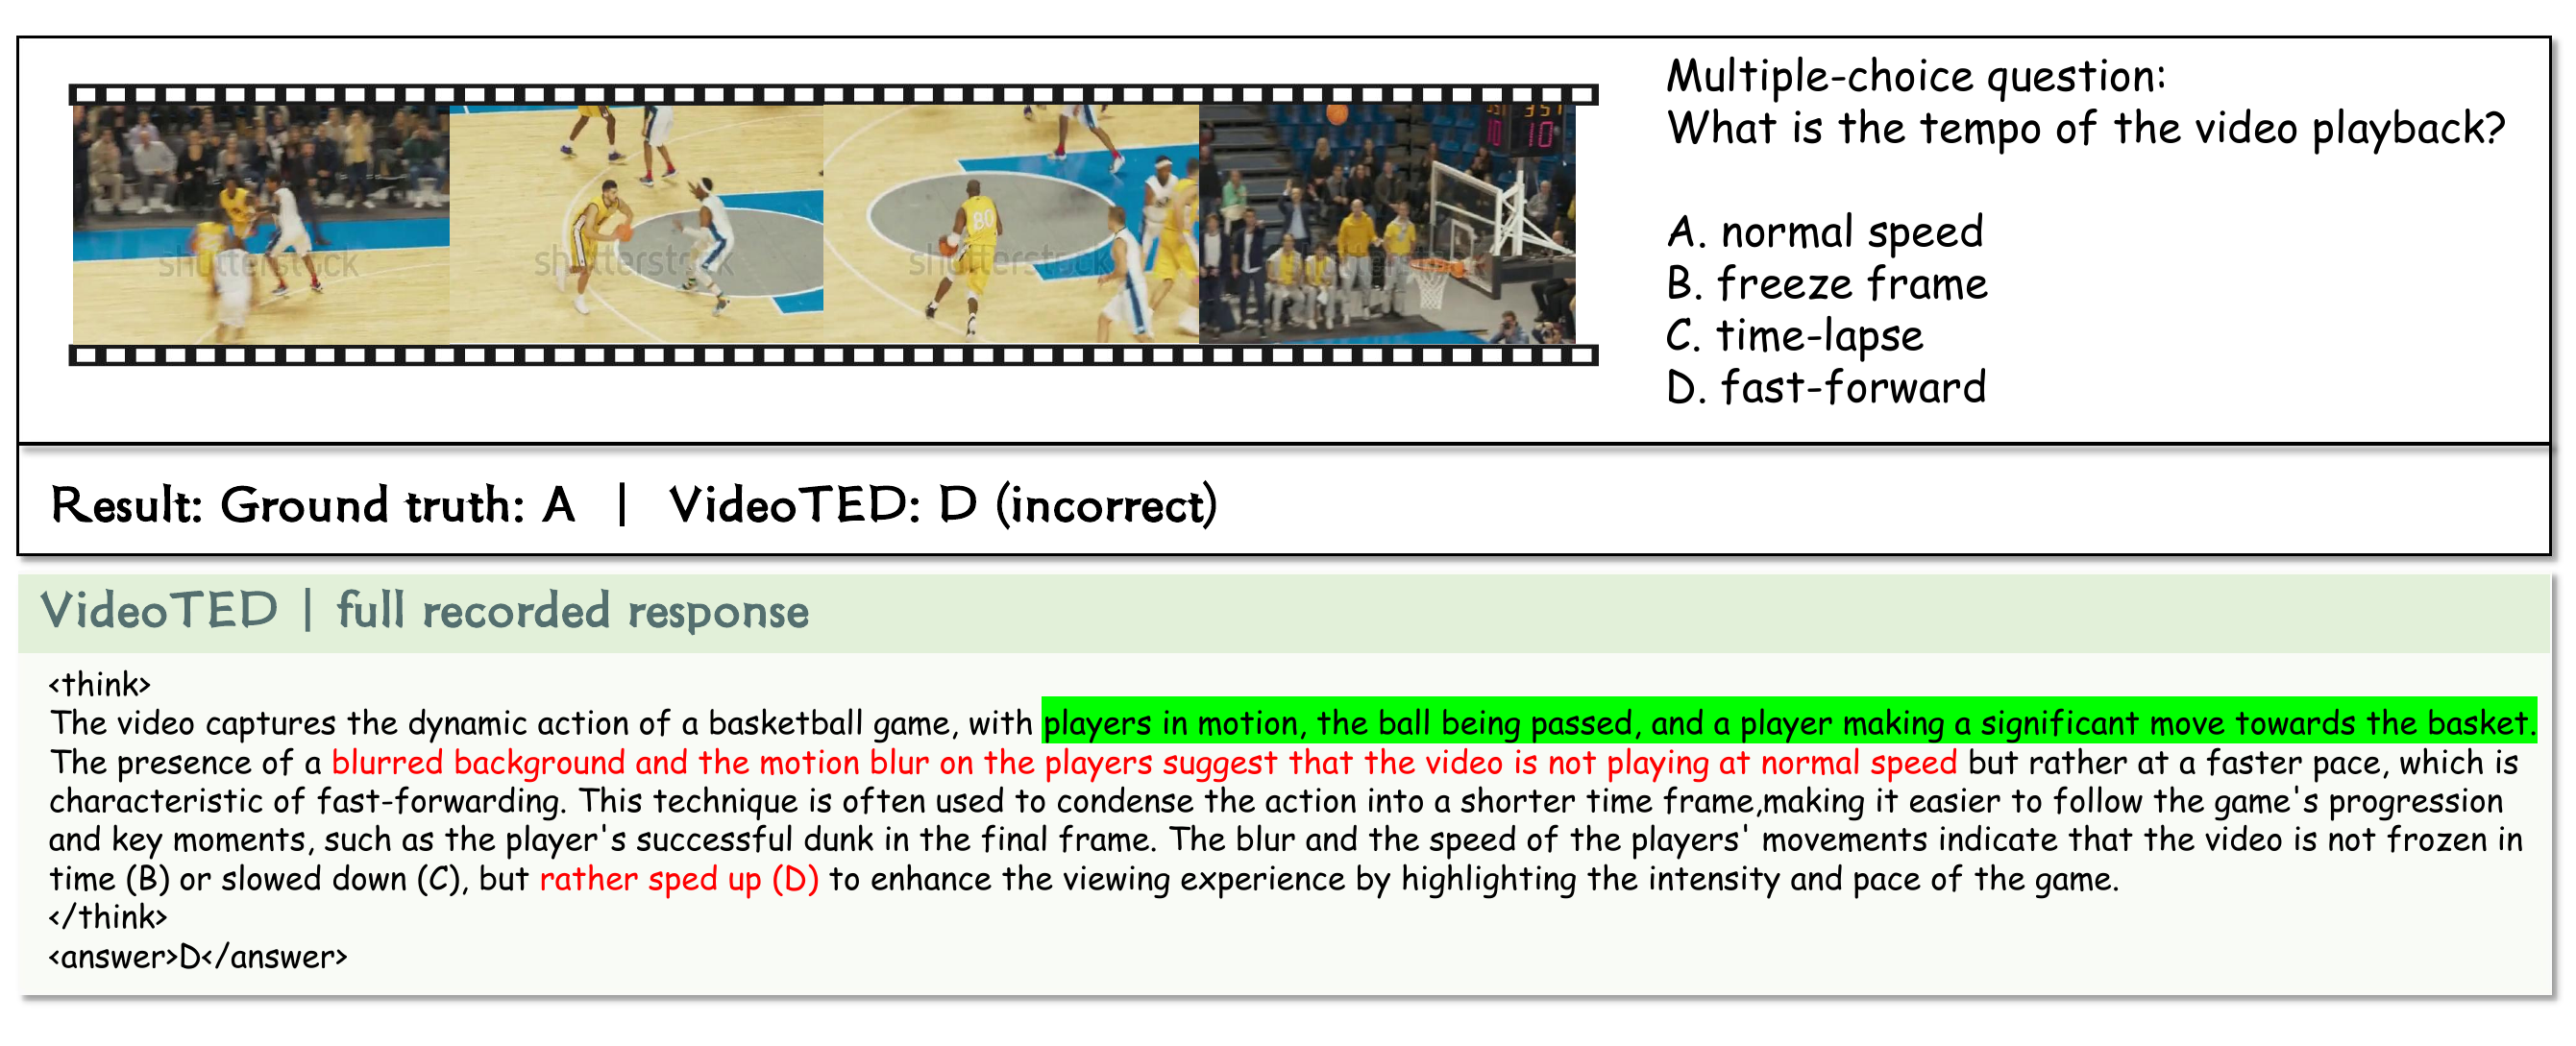 Multiple-choice question:
What is the tempo of the video playback?
A. normal speed
B. freeze frame
C. time-lapse
D. fast-forward
shutterstock
shutterstock
shutterstock
80
351
10
10
Result: Ground truth: A | VideoTED: D (incorrect)
VideoTED | full recorded response
<think>
The video captures the dynamic action of a basketball game, with players in motion, the ball being passed, and a player making a significant move towards the basket.
The presence of a blurred background and the motion blur on the players suggest that the video is not playing at normal speed but rather at a faster pace, which is
characteristic of fast-forwarding. This technique is often used to condense the action into a shorter time frame,making it easier to follow the game's progression
and key moments, such as the player's successful dunk in the final frame. The blur and the speed of the players' movements indicate that the video is not frozen in
time (B) or slowed down (C), but rather sped up (D) to enhance the viewing experience by highlighting the intensity and pace of the game.
</think>
<answer>D</answer>